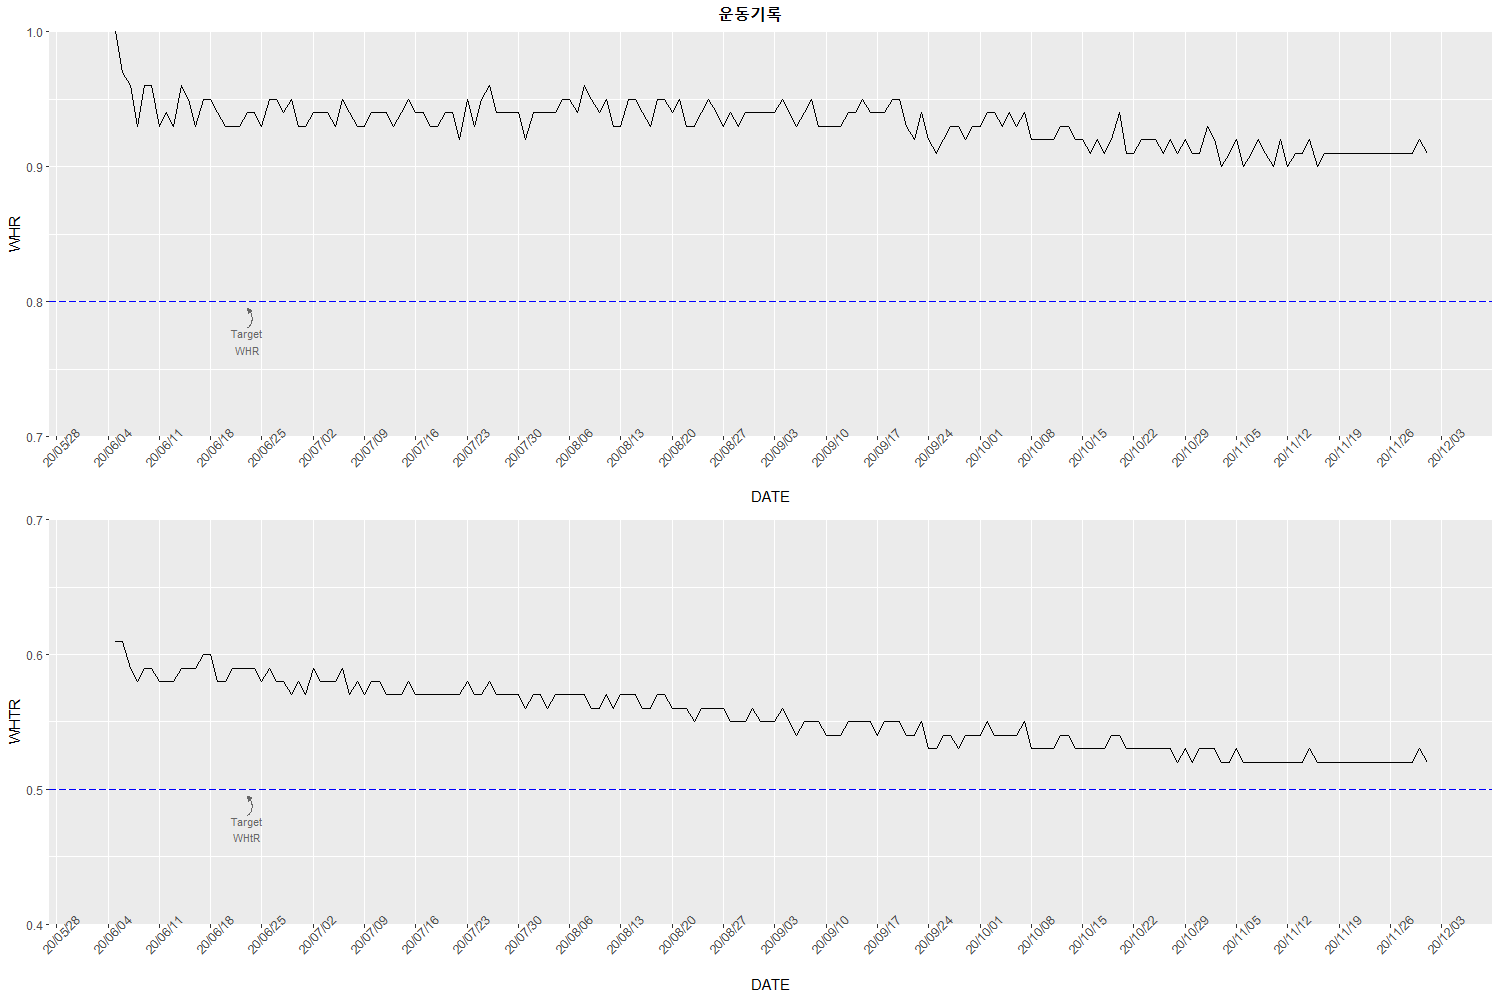 운동기록
1.0
0.9
WHR
0.8
Target
WHR
0.7
20/05/28 20/06/04 20/06/11 20/06/18 20/06/25 20/07/02 20/07/09 20/07/16 20/07/23 20/07/30 20/08/06 20/08/13 20/08/20 20/08/27 20/09/03 20/09/10 20/09/17 20/09/24 20/10/01 20/10/08 20/10/15 20/10/22 20/10/29 20/11/05 20/11/12 20/11/19 20/11/26 20/12/03
DATE
0.7
0.6
WHTR
0.5
Target
WHtR
0.4
20/05/28 20/06/04 20/06/11 20/06/18 20/06/25 20/07/02 20/07/09 20/07/16 20/07/23 20/07/30 20/08/06 20/08/13 20/08/20 20/08/27 20/09/03 20/09/10 20/09/17 20/09/24 20/10/01 20/10/08 20/10/15 20/10/22 20/10/29 20/11/05 20/11/12 20/11/19 20/11/26 20/12/03
DATE